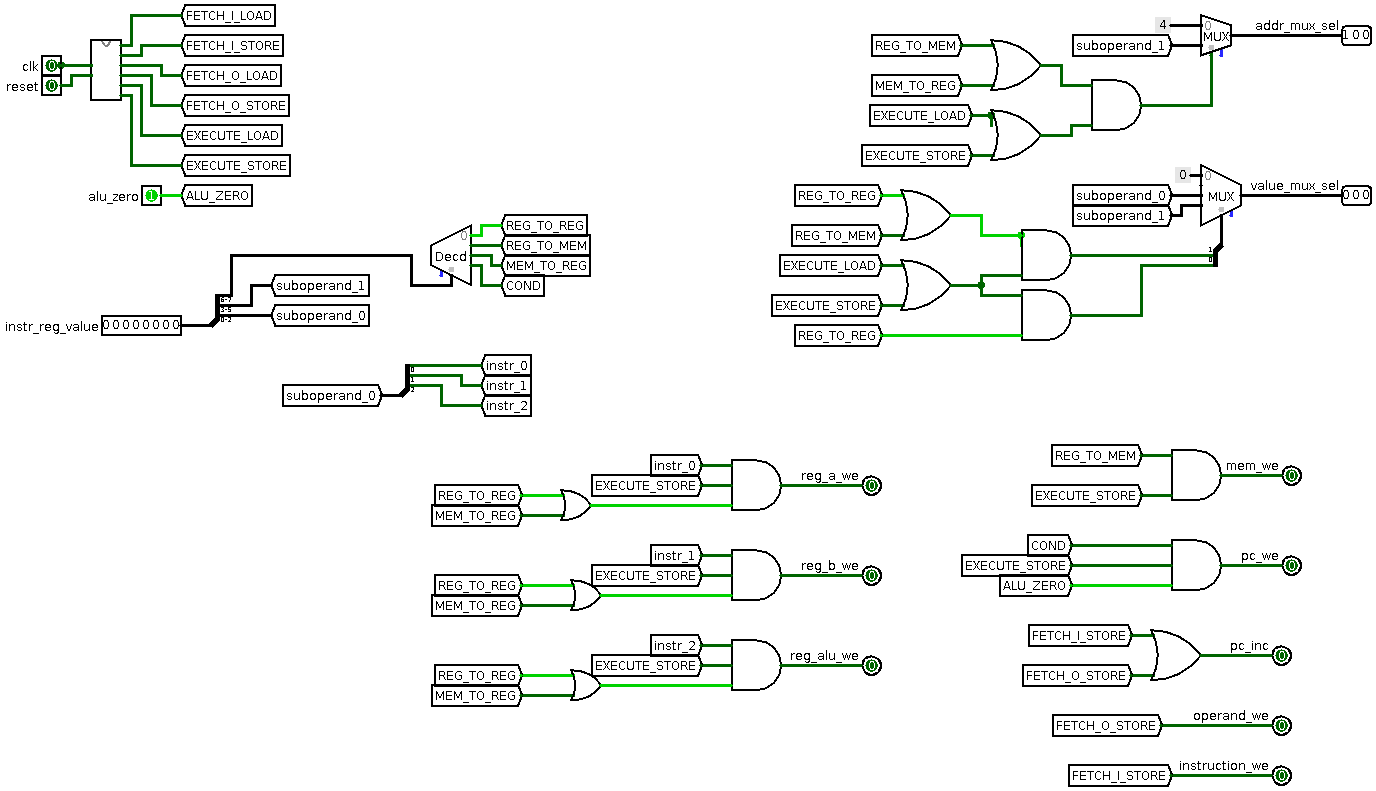 FETCH_I_LOAD
FETCH_I_STORE
FETCH_O_LOAD
FETCH_O_STORE
EXECUTE_LOAD
EXECUTE_STORE
clk 0
reset 0
alu_zero 1 ALU_ZERO
Decd
0
REG_TO_REG
REG_TO_MEM
MEM_TO_REG
COND
instr_reg_value 00000000
6-7
3-5
0-2
suboperand_1
suboperand_0
suboperand_0
0
1
2
instr_0
instr_1
instr_2
REG_TO_MEM
MEM_TO_REG
EXECUTE_LOAD
EXECUTE_STORE
4
suboperand_1
0
MUX
addr_mux_sel
100
REG_TO_REG
REG_TO_MEM
EXECUTE_LOAD
EXECUTE_STORE
REG_TO_REG
0
suboperand_0
suboperand_1
0
MUX
1
0
value_mux_sel
000
instr_0
EXECUTE_STORE
REG_TO_REG
MEM_TO_REG
reg_a_we 0
instr_1
EXECUTE_STORE
REG_TO_REG
MEM_TO_REG
reg_b_we 0
instr_2
EXECUTE_STORE
REG_TO_REG
MEM_TO_REG
reg_alu_we 0
REG_TO_MEM
EXECUTE_STORE
mem_we 0
COND
EXECUTE_STORE
ALU_ZERO
pc_we 0
FETCH_I_STORE
FETCH_O_STORE
pc_inc 0
FETCH_O_STORE
operand_we 0
FETCH_I_STORE
instruction_we 0